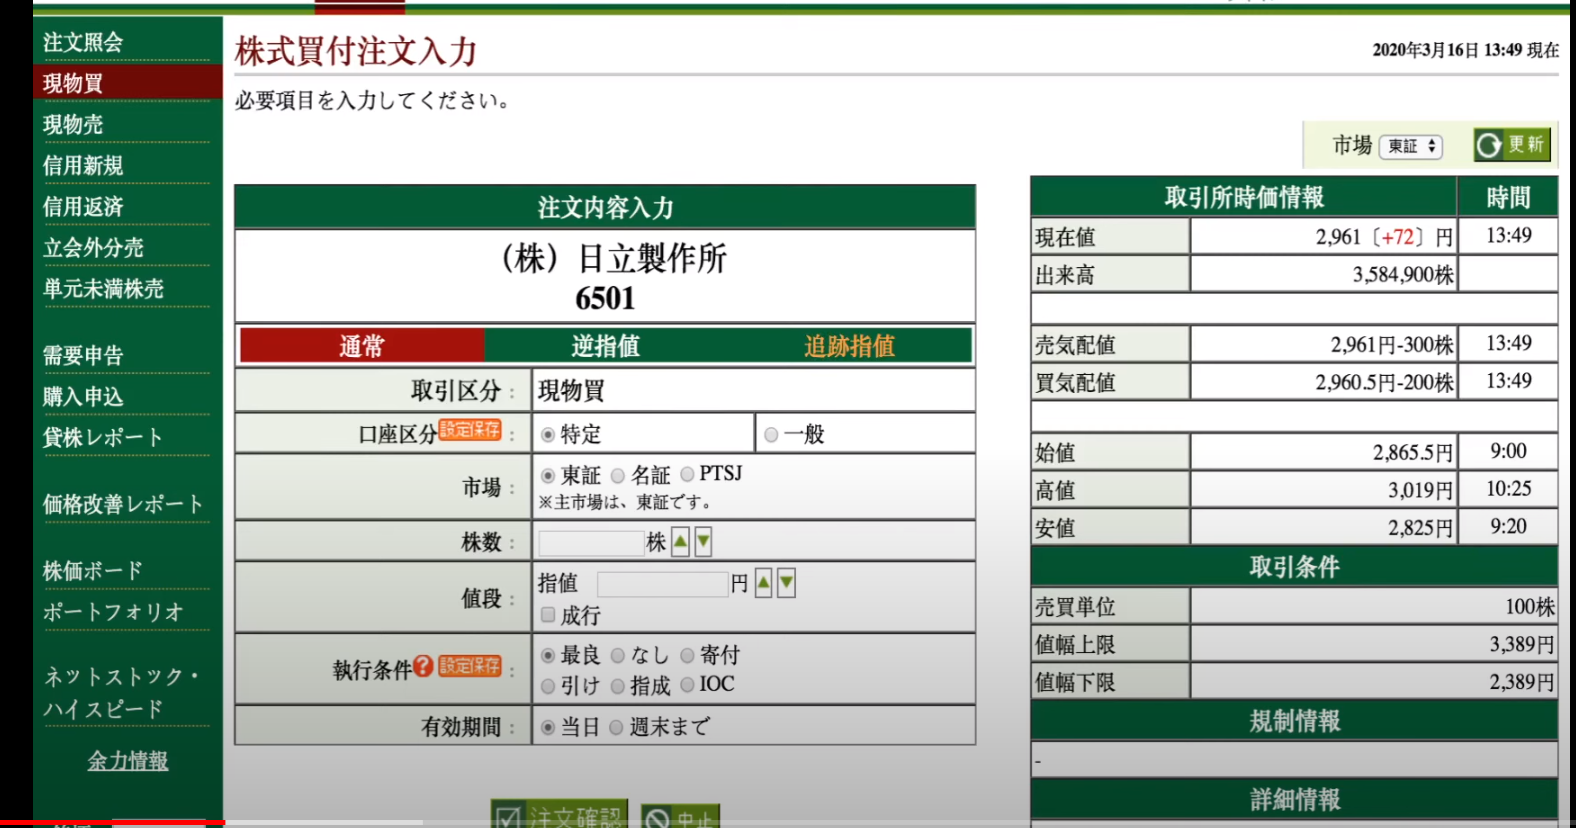 注文照会
現物買
現物売
信用新規
信用返済
立会外分売
単元未満株売
需要申告
購入申込
貸株レポート
価格改善レポート
株価ボード
ポートフォリオ
ネットストック・
ハイスピード
余力情報
株式買付注文入力
2020年3月16日 13:49 現在
必要項目を入力してください。
市場 東証 更新
注文内容入力
（株）日立製作所
6501
通常 逆指値 追跡指値
取引区分： 現物買
口座区分 設定保存： 特定 一般
市場： 東証 名証 PTSJ
※主市場は、東証です。
株数： 株
値段： 指値 円
成行
執行条件 ? 設定保存： 最良 なし 寄付
引け 指成 IOC
有効期間： 当日 週末まで
注文確認 中止
取引所時価情報 時間
現在値 2,961〔+72〕円 13:49
出来高 3,584,900株
売気配値 2,961円-300株 13:49
買気配値 2,960.5円-200株 13:49
始値 2,865.5円 9:00
高値 3,019円 10:25
安値 2,825円 9:20
取引条件
売買単位 100株
値幅上限 3,389円
値幅下限 2,389円
規制情報
-
詳細情報